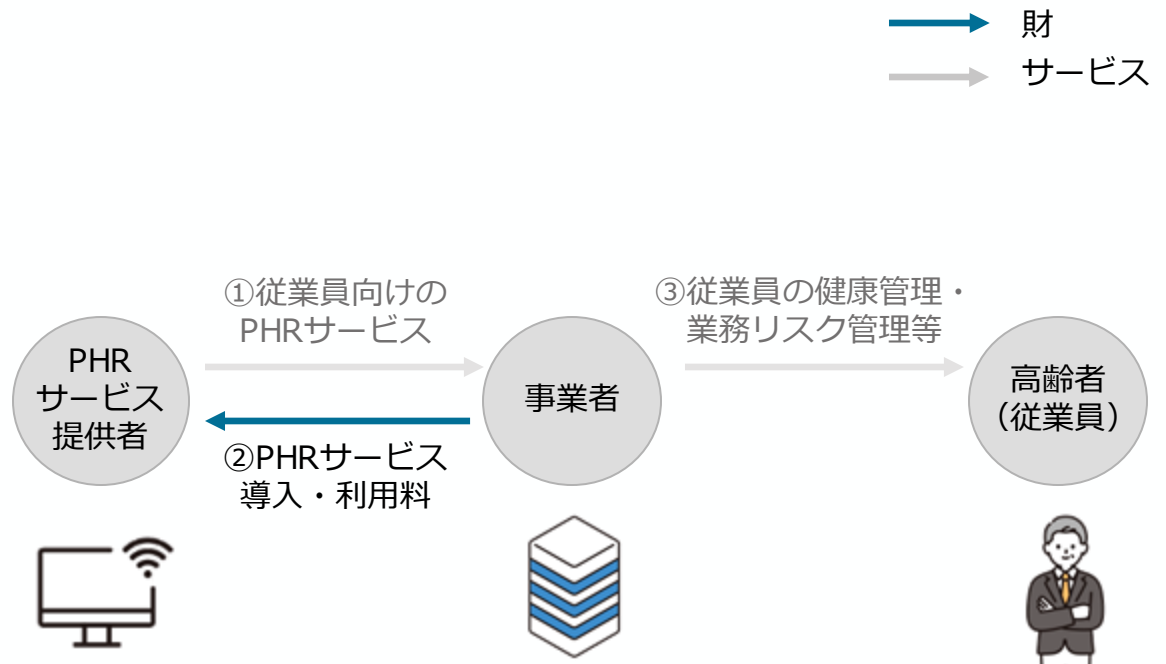 財
サービス
①従業員向けの
PHRサービス
③従業員の健康管理・
業務リスク管理等
PHR
サービス
提供者
事業者
高齢者
（従業員）
②PHRサービス
導入・利用料